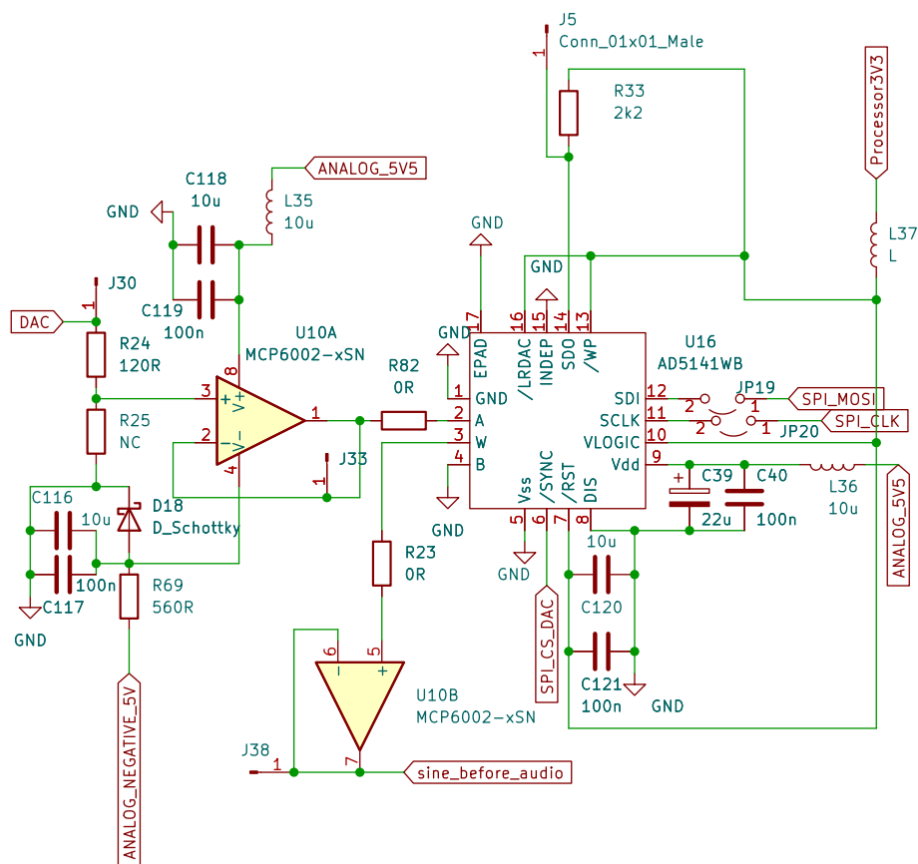 J5
Conn_01x01_Male
1
R33
2k2
Processor3V3
C118
10u
ANALOG_5V5
L35
10u
GND
L37
L
GND
GND
J30
1
C119
100n
DAC
R24
120R
U10A
MCP6002-xSN
GND
17
EPAD
16
/LRDAC
15
INDEP
14
SDO
13
/WP
U16
AD5141WB
R82
0R
8
V+
3
+
1
2
-
V-
4
R25
NC
J33
1
1
GND
2
A
3
W
4
B
SDI
12
SCLK
11
VLOGIC
10
Vdd
9
2
1
JP19
SPI_MOSI
2
1
JP20
SPI_CLK
Vss
5
/SYNC
6
/RST
7
DIS
8
GND
GND
C39
+
22u
C40
100n
L36
10u
ANALOG_5V5
C116
10u
D18
D_Schottky
C117
100n
R69
560R
GND
R23
0R
10u
C120
C121
100n
GND
SPI_CS_DAC
6
-
5
+
U10B
MCP6002-xSN
7
J38
1
sine_before_audio
ANALOG_NEGATIVE_5V